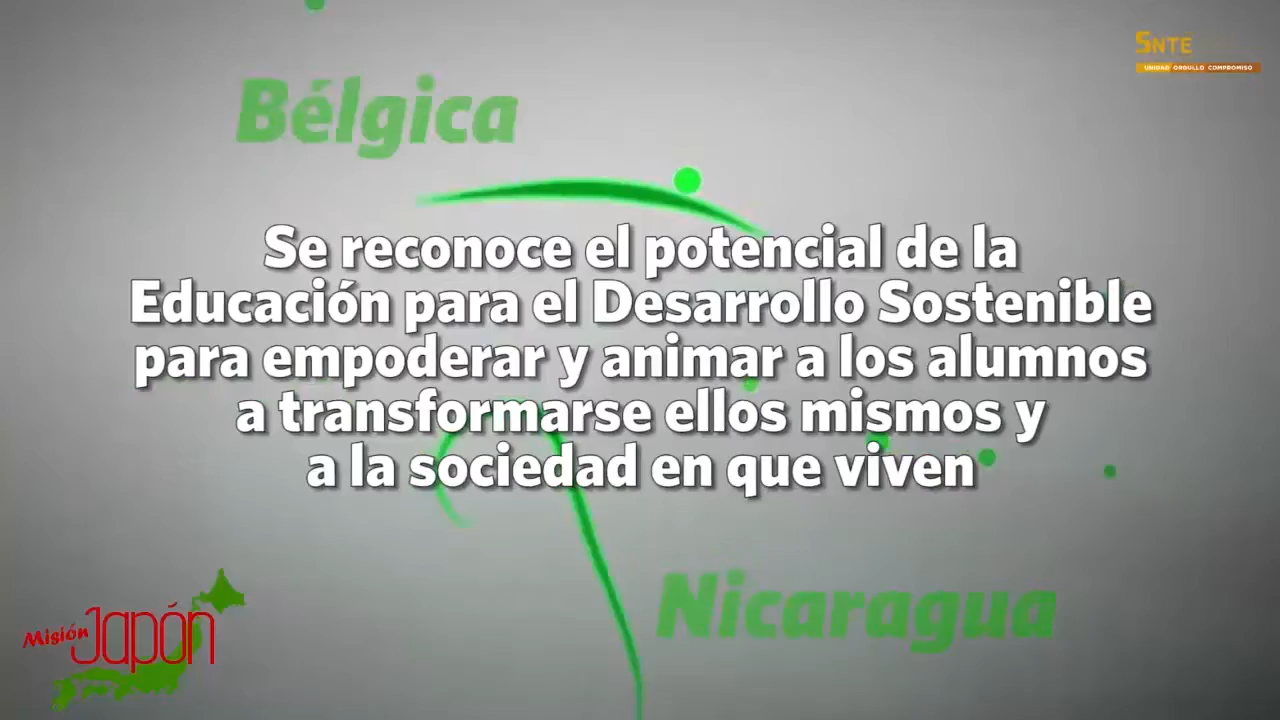 SNTE
UNIDAD ORGULLO COMPROMISO
Bélgica
Se reconoce el potencial de la
Educación para el Desarrollo Sostenible
para empoderar y animar a los alumnos
a transformarse ellos mismos y
a la sociedad en que viven
Nicaragua
Misión
Japón